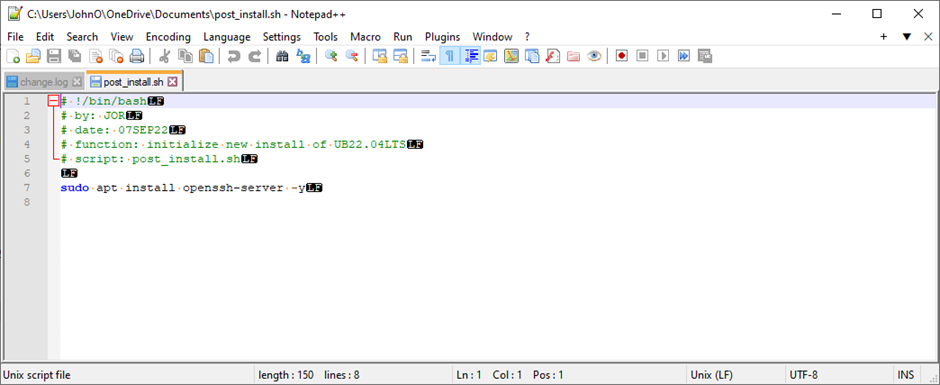 C:\Users\JohnO\OneDrive\Documents\post_install.sh - Notepad++
File Edit Search View Encoding Language Settings Tools Macro Run Plugins Window ? + ▼ X
change.log post_install.sh
1 # !/bin/bashLF
2 # by: JORLF
3 # date: 07SEP22LF
4 # function: initialize new install of UB22.04LTSLF
5 # script: post_install.shLF
6 LF
7 sudo apt install openssh-server -yLF
8
Unix script file length : 150 lines : 8 Ln : 1 Col : 1 Pos : 1 Unix (LF) UTF-8 INS